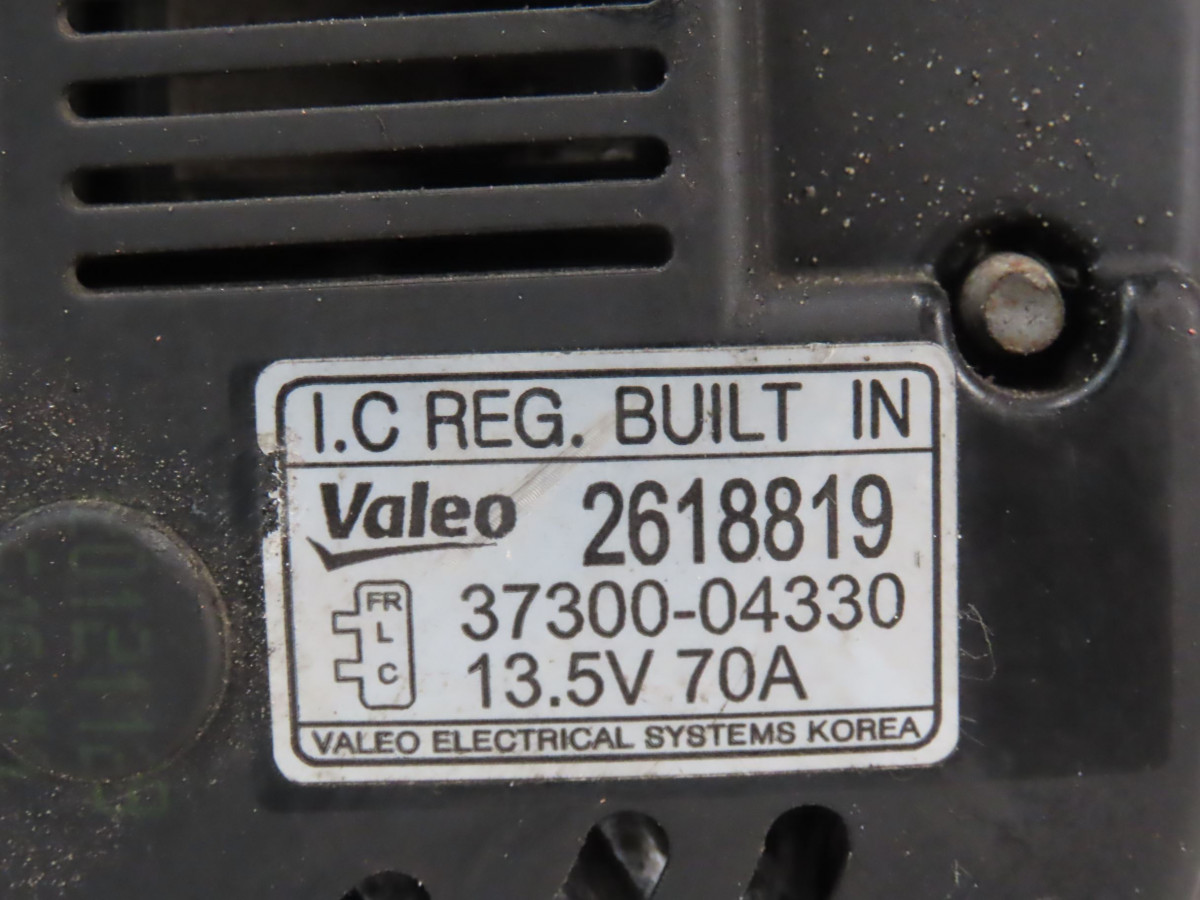 I.C REG. BUILT IN
Valeo 2618819
FR
L
C
37300-04330
13.5V 70A
VALEO ELECTRICAL SYSTEMS KOREA